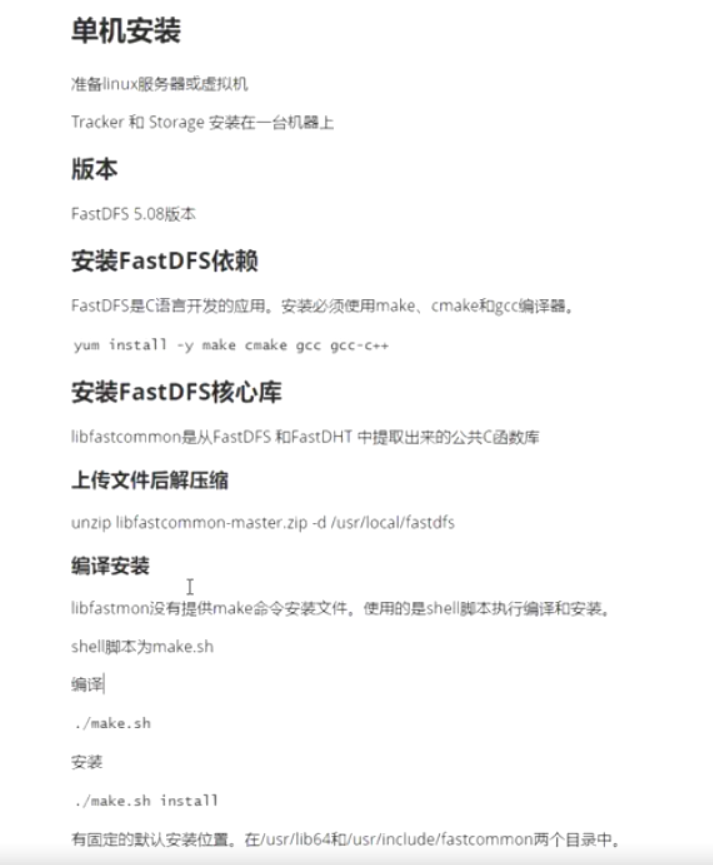 单机安装
准备linux服务器或虚拟机
Tracker 和 Storage 安装在一台机器上
版本
FastDFS 5.08版本
安装FastDFS依赖
FastDFS是C语言开发的应用。安装必须使用make、cmake和gcc编译器。
yum install -y make cmake gcc gcc-c++
安装FastDFS核心库
libfastcommon是从FastDFS 和FastDHT 中提取出来的公共C函数库
上传文件后解压缩
unzip libfastcommon-master.zip -d /usr/local/fastdfs
编译安装
libfastmon没有提供make命令安装文件。使用的是shell脚本执行编译和安装。
shell脚本为make.sh
编译
./make.sh
安装
./make.sh install
有固定的默认安装位置。在/usr/lib64和/usr/include/fastcommon两个目录中。